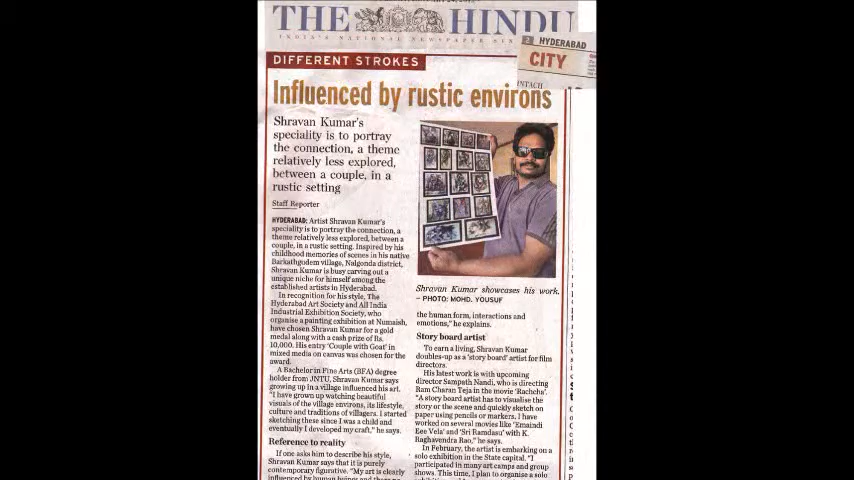 THE HINDU
INDIA'S NATIONAL NEWSPAPER
2 HYDERABAD
CITY
DIFFERENT STROKES
Influenced by rustic environs
Shravan Kumar's
speciality is to portray
the connection, a theme
relatively less explored,
between a couple, in a
rustic setting
Staff Reporter
HYDERABAD: Artist Shravan Kumar's
speciality is to portray the connection, a
theme relatively less explored, between a
couple, in a rustic setting. Inspired by his
childhood memories of scenes in his native
Barkathgudem village, Nalgonda district,
Shravan Kumar is busy carving out a
unique niche for himself among the
established artists in Hyderabad.
In recognition for his style, The
Hyderabad Art Society and All India
Industrial Exhibition Society, who
organise a painting exhibition at Numaish,
have chosen Shravan Kumar for a gold
medal along with a cash prize of Rs.
10,000. His entry 'Couple with Goat' in
mixed media on canvas was chosen for the
award.
A Bachelor in Fine Arts (BFA) degree
holder from JNTU, Shravan Kumar says
growing up in a village influenced his art.
"I have grown up watching beautiful
visuals of the village environs, its lifestyle,
culture and traditions of villagers. I started
sketching these since I was a child and
eventually I developed my craft," he says.
Reference to reality
If one asks him to describe his style,
Shravan Kumar says that it is purely
contemporary figurative. "My art is clearly
influenced by human beings and
Shravan Kumar showcases his work.
– PHOTO: MOHD. YOUSUF
the human form, interactions and
emotions," he explains.
Story board artist
To earn a living, Shravan Kumar
doubles-up as a 'story board' artist for film
directors.
His latest work is with upcoming
director Sampath Nandi, who is directing
Ram Charan Teja in the movie 'Rachcha'.
"A story board artist has to visualise the
story or the scene and quickly sketch on
paper using pencils or markers. I have
worked on several movies like 'Emaindi
Eee Vela' and 'Sri Ramdasu' with K.
Raghavendra Rao," he says.
In February, the artist is embarking on a
solo exhibition in the State capital. "I
participated in many art camps and group
shows. This time, I plan to organise a solo